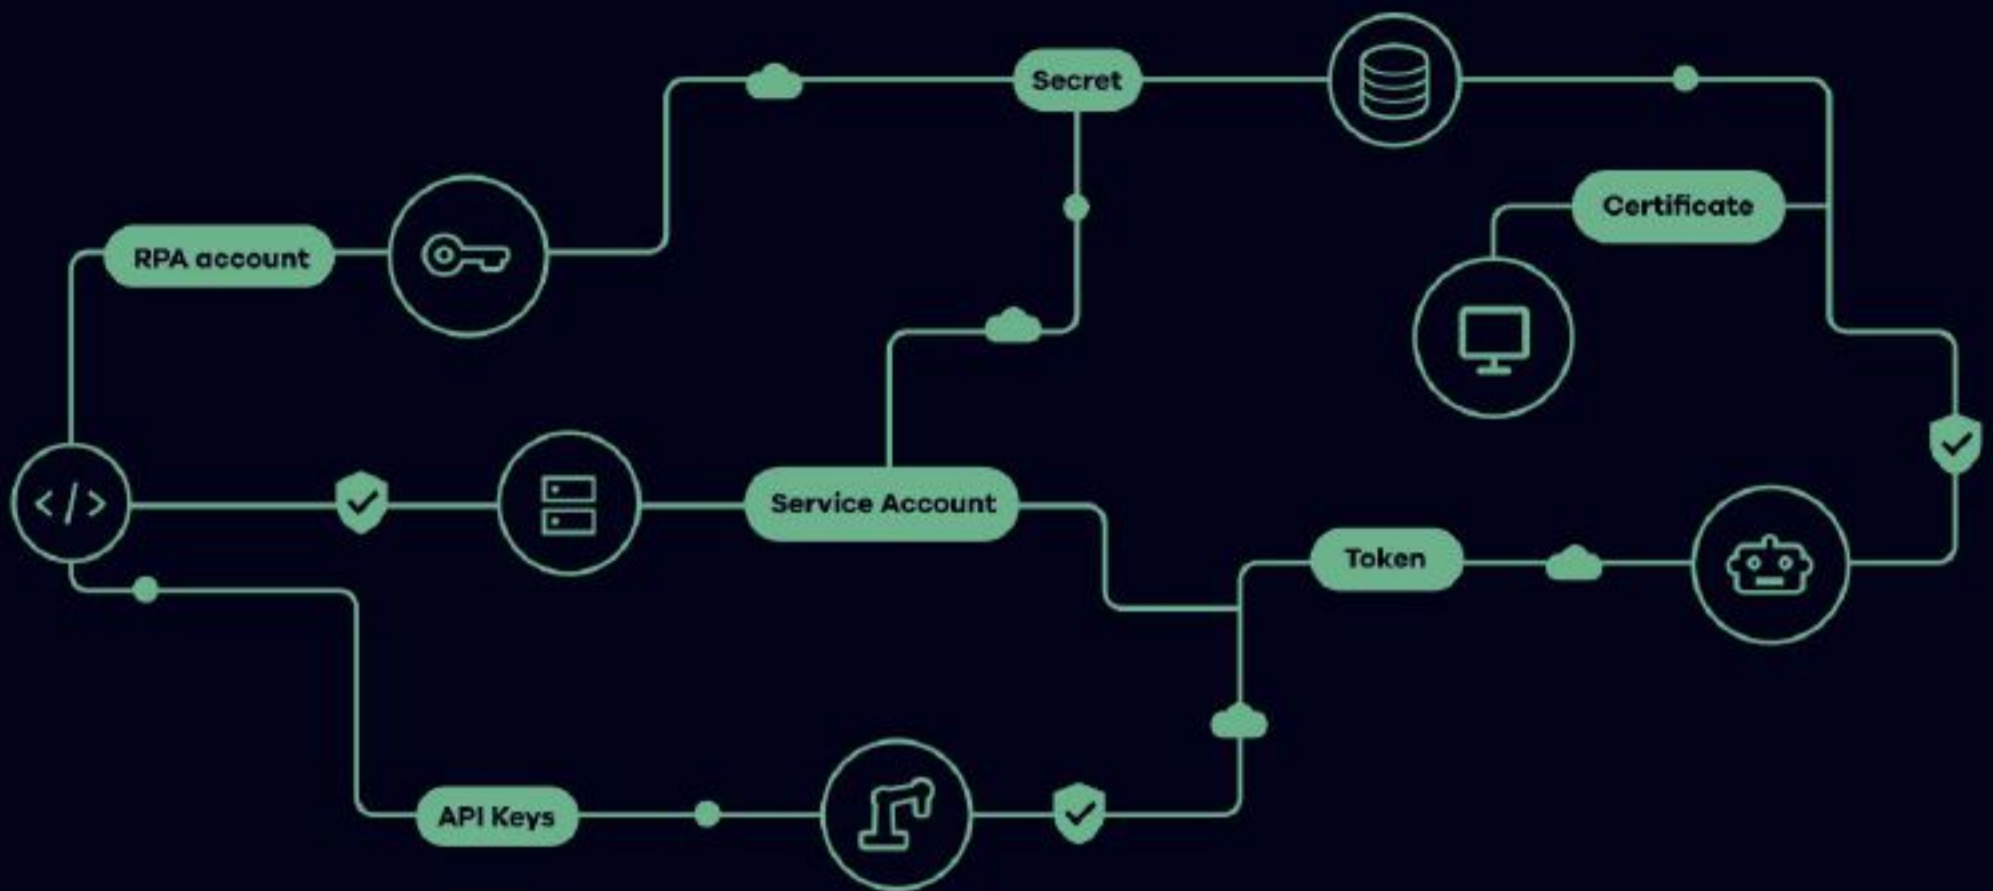 Secret
Certificate
RPA account
Service Account
Token
API Keys